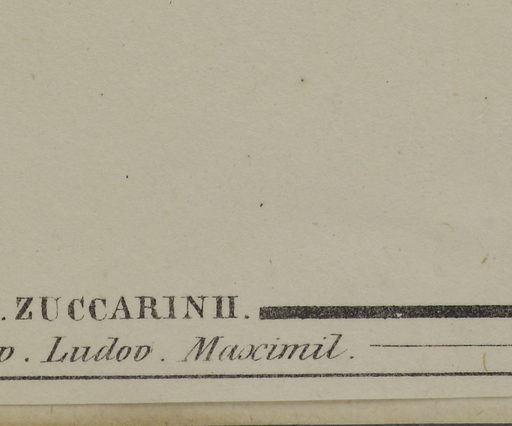 . ZUCCARINII.
p. Ludov. Maximil.